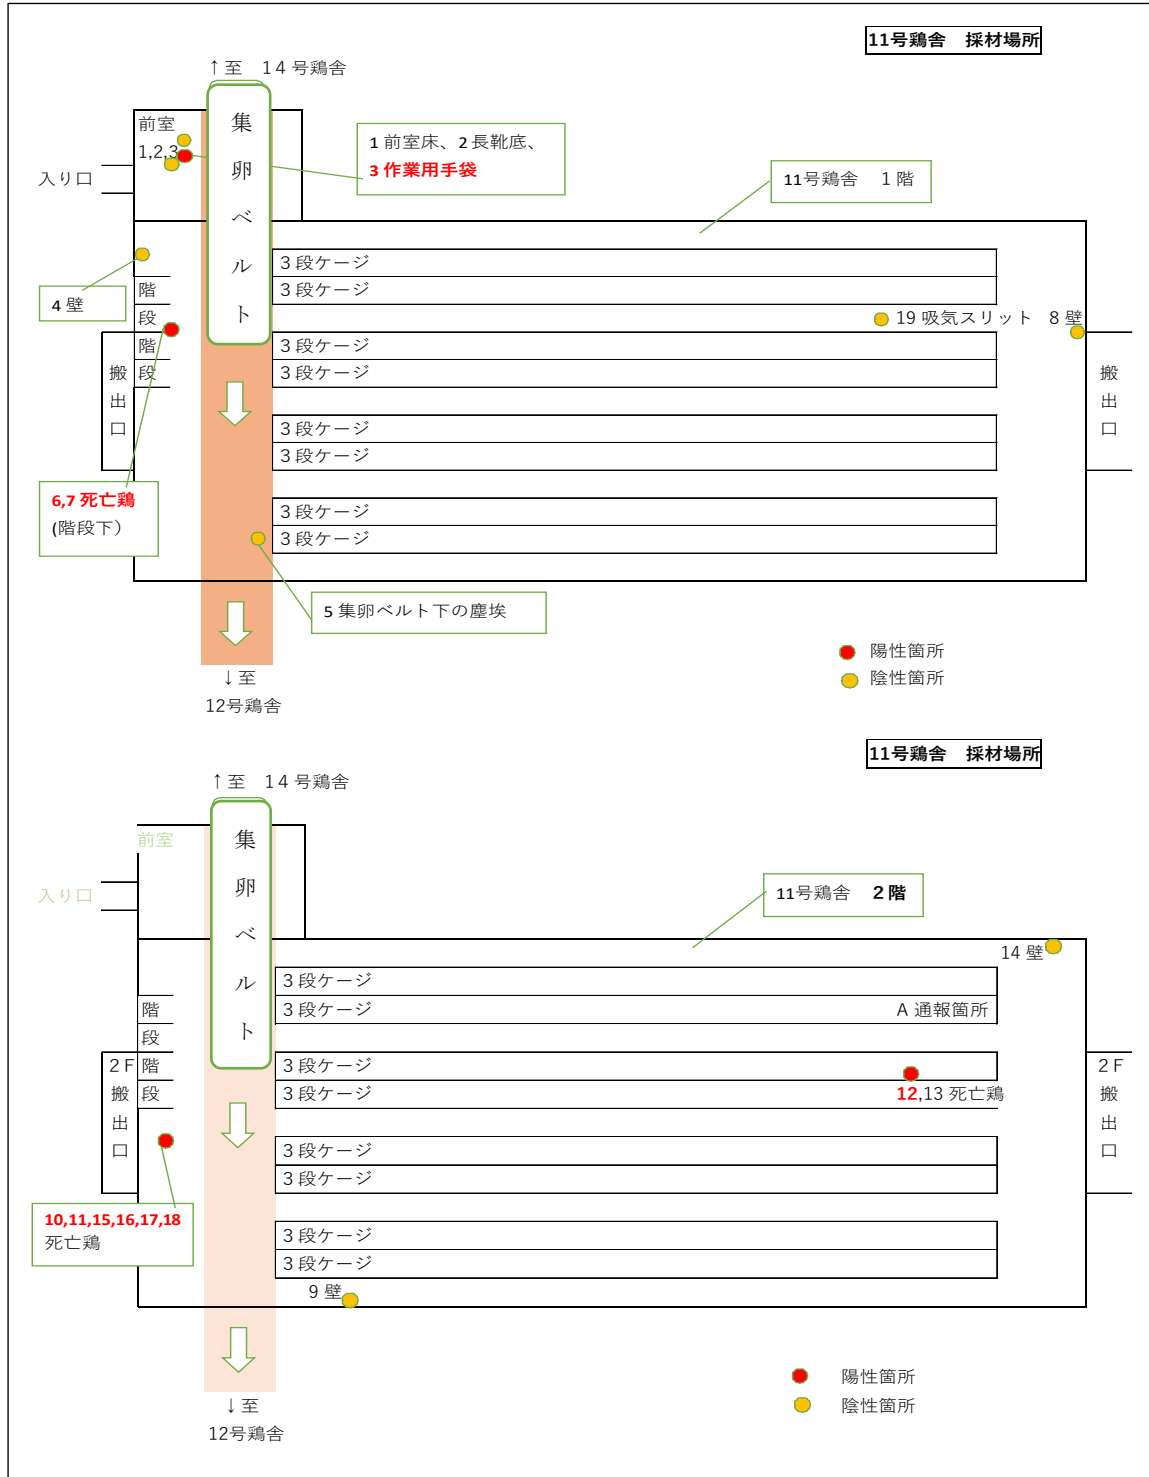 11号鶏舎　採材場所
↑至　14号鶏舎
前室
1,2,3
集卵ベルト
1 前室床、2 長靴底、
3 作業用手袋
入り口
11号鶏舎　1階
3段ケージ
3段ケージ
4 壁
階段
19 吸気スリット　8 壁
階段
3段ケージ
3段ケージ
搬出口
搬出口
3段ケージ
3段ケージ
6,7 死亡鶏
(階段下）
3段ケージ
3段ケージ
5 集卵ベルト下の塵埃
陽性箇所
陰性箇所
↓至
12号鶏舎
11号鶏舎　採材場所
↑至　14号鶏舎
前室
集卵ベルト
入り口
11号鶏舎　2階
14 壁
3段ケージ
3段ケージ
A 通報箇所
階段
階段
2F搬出口
3段ケージ
3段ケージ
12,13 死亡鶏
2F搬出口
3段ケージ
3段ケージ
10,11,15,16,17,18
死亡鶏
3段ケージ
3段ケージ
9 壁
陽性箇所
陰性箇所
↓至
12号鶏舎